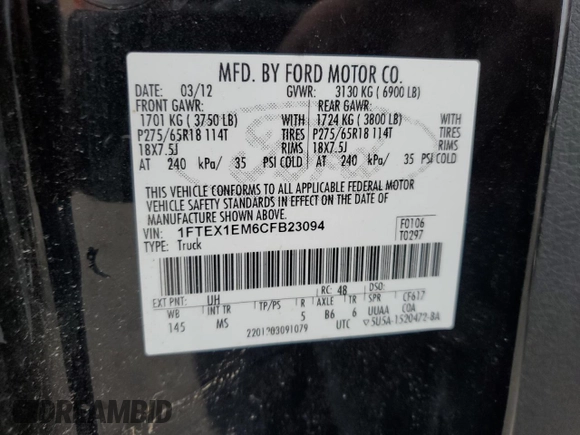 MFD. BY FORD MOTOR CO.
DATE: 03/12 GVWR: 3130 KG ( 6900 LB)
FRONT GAWR: REAR GAWR:
1701 KG ( 3750 LB) WITH 1724 KG ( 3800 LB) WITH
P275/65R18 114T TIRES P275/65R18 114T TIRES
18X7.5J RIMS 18X7.5J RIMS
AT 240 kPa/ 35 PSI COLD AT 240 kPa/ 35 PSI COLD
THIS VEHICLE CONFORMS TO ALL APPLICABLE FEDERAL MOTOR
VEHICLE SAFETY STANDARDS IN EFFECT ON THE DATE OF
MANUFACTURE SHOWN ABOVE.
VIN: 1FTEX1EM6CFB23094 F0106
TYPE: Truck T0297
EXT PNT: UH RC: 48 DSO:
WB INT TR TP/PS R AXLE TR SPR CF617
145 MS 5 B6 6 UUAA COA
2201203091079 UTC ▽5U5A-1520472-BA
DREAMBID